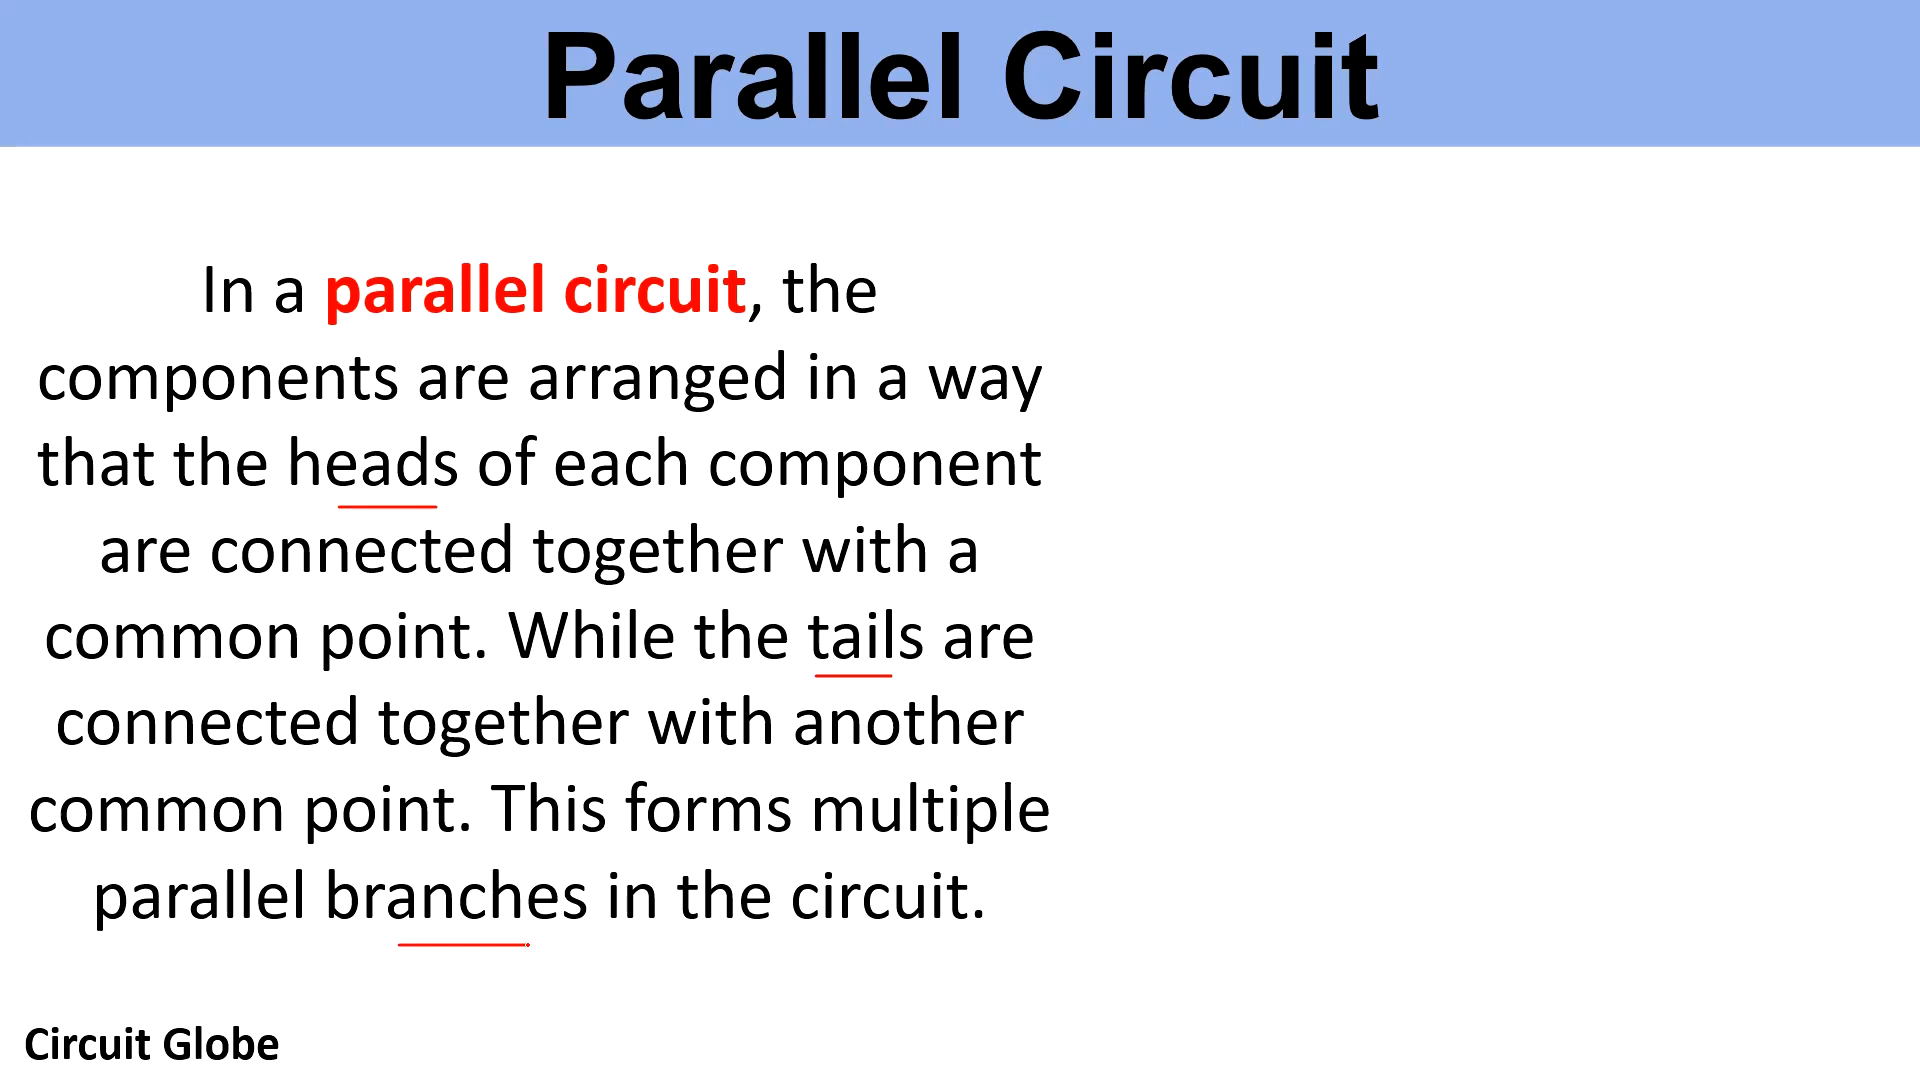 Parallel Circuit
In a parallel circuit, the
components are arranged in a way
that the heads of each component
are connected together with a
common point. While the tails are
connected together with another
common point. This forms multiple
parallel branches in the circuit.
Circuit Globe